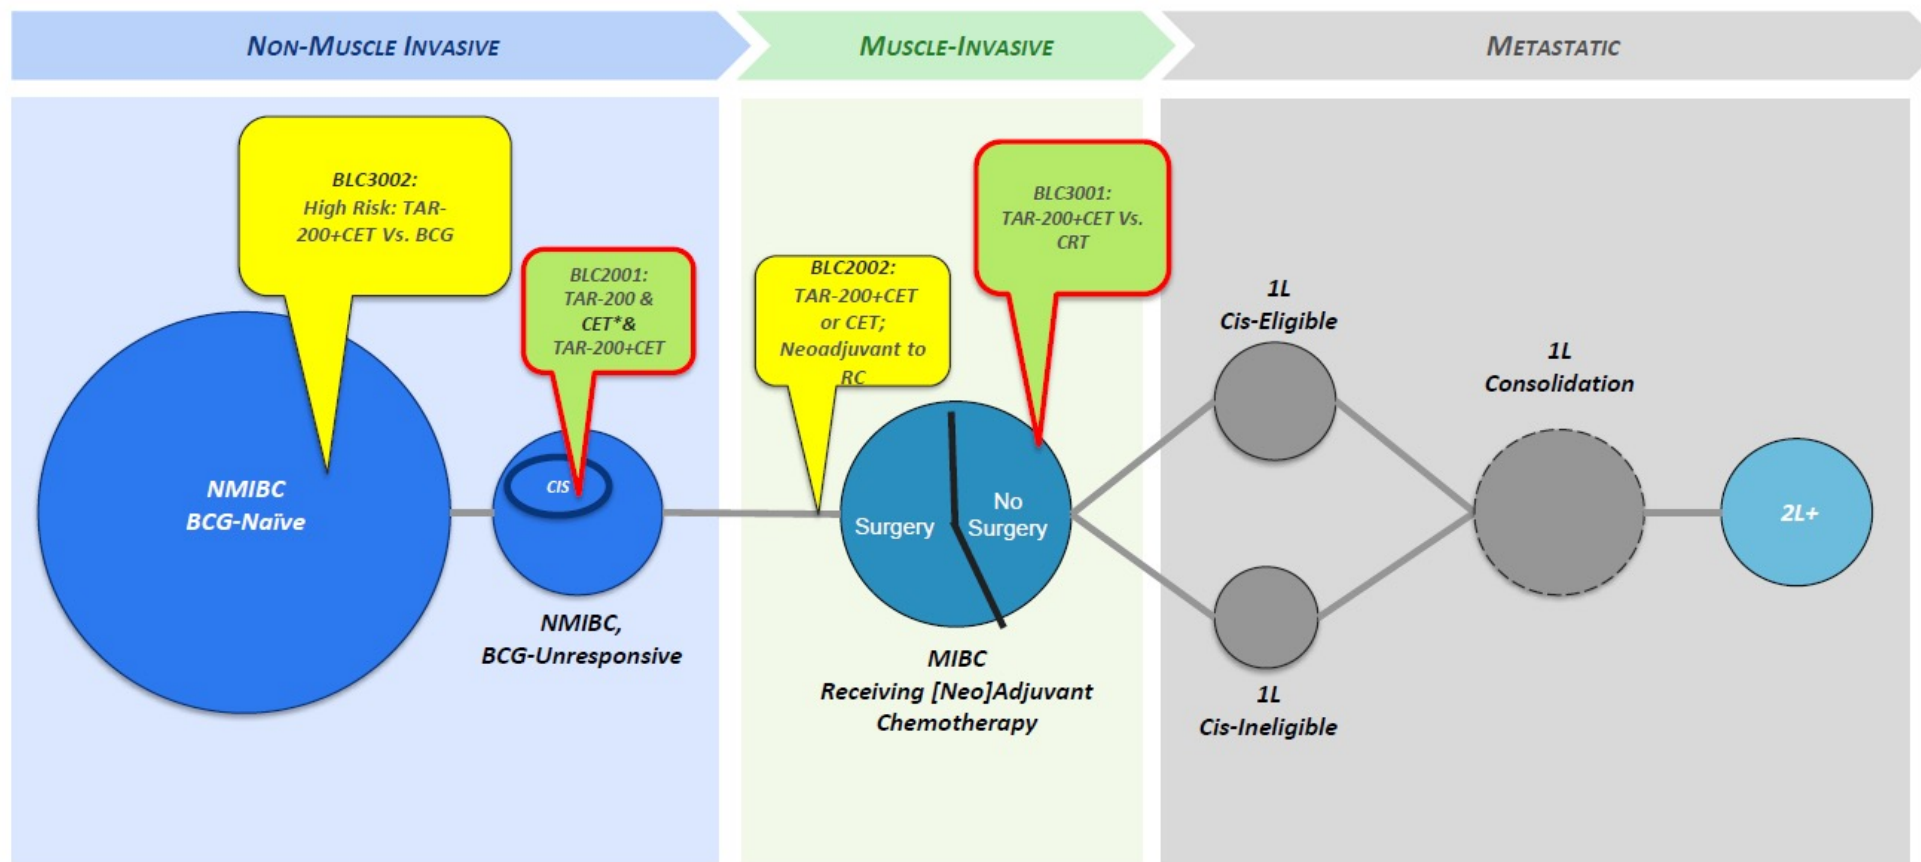 NON-MUSCLE INVASIVE
MUSCLE-INVASIVE
METASTATIC
BLC3002:
High Risk: TAR-
200+CET Vs. BCG
BLC2001:
TAR-200 &
CET*&
TAR-200+CET
BLC2002:
TAR-200+CET
or CET;
Neoadjuvant to
RC
BLC3001:
TAR-200+CET Vs.
CRT
NMIBC
BCG-Naïve
CIS
NMIBC,
BCG-Unresponsive
Surgery
No
Surgery
MIBC
Receiving [Neo]Adjuvant
Chemotherapy
1L
Cis-Eligible
1L
Cis-Ineligible
1L
Consolidation
2L+